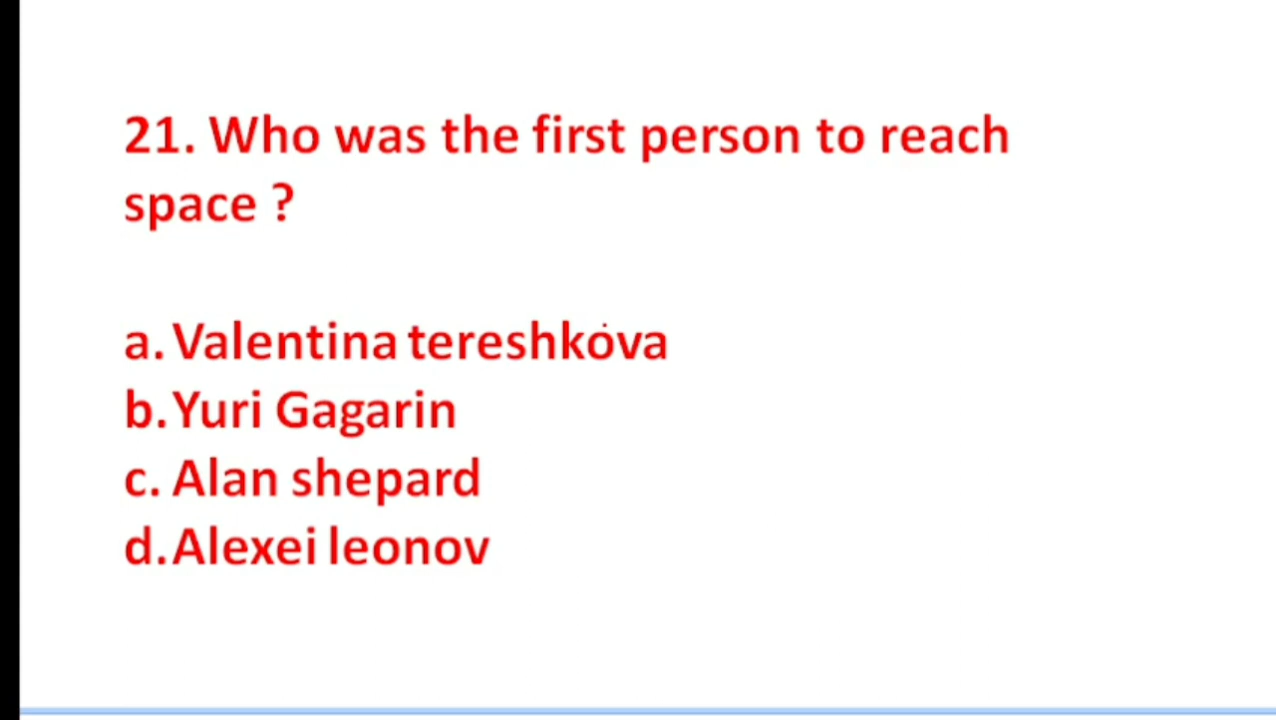 21. Who was the first person to reach
space ?
a. Valentina tereshkova
b. Yuri Gagarin
c. Alan shepard
d. Alexei leonov